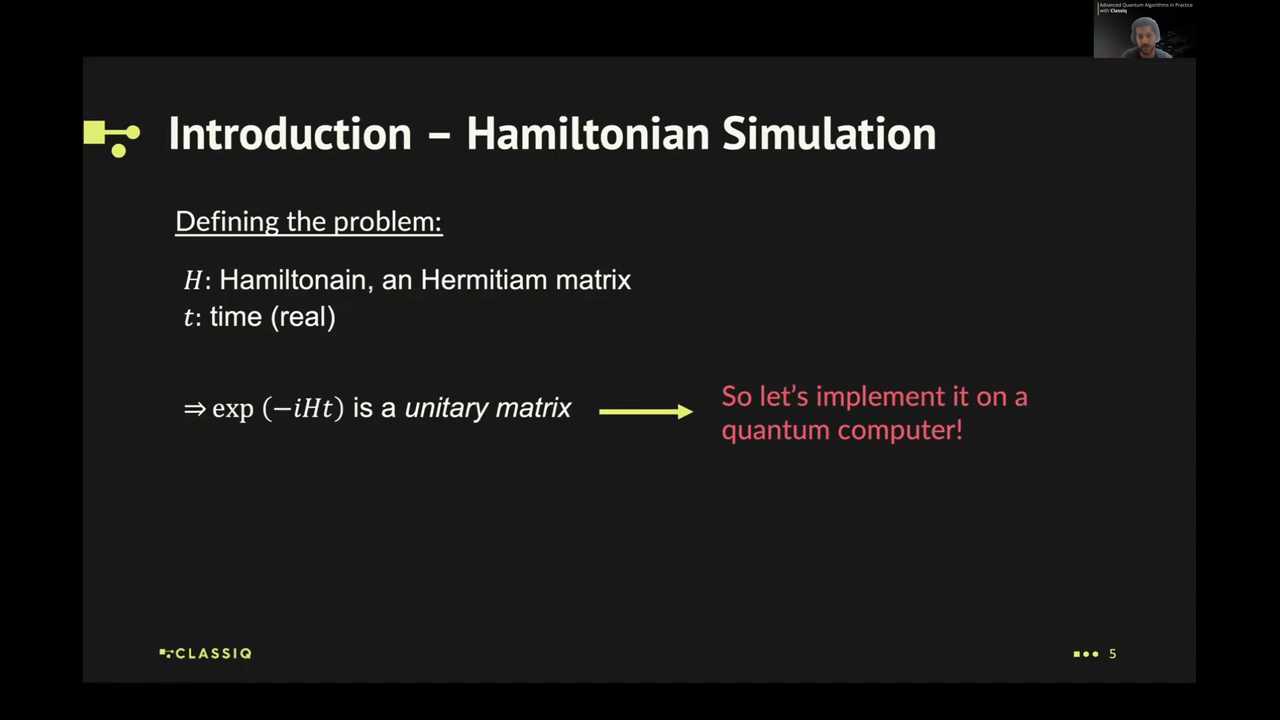 Advanced Quantum Algorithms in Practice
with Classiq
Introduction – Hamiltonian Simulation
Defining the problem:
H: Hamiltonain, an Hermitiam matrix
t: time (real)
⇒ exp (−iHt) is a unitary matrix
So let's implement it on a
quantum computer!
CLASSIQ
5